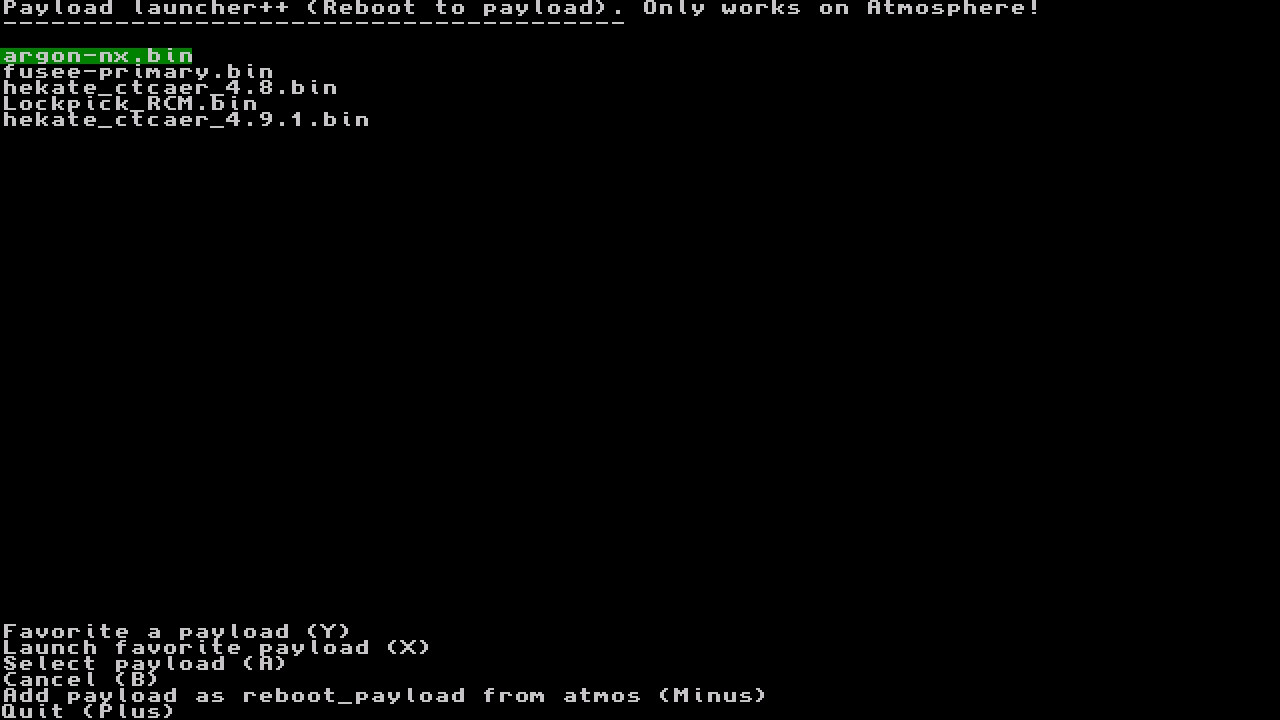 Payload launcher++ (Reboot to payload). Only works on Atmosphere!
---------------------------------------
argon-nx.bin
fusee-primary.bin
hekate_ctcaer_4.8.bin
Lockpick_RCM.bin
hekate_ctcaer_4.9.1.bin
Favorite a payload (Y)
Launch favorite payload (X)
Select payload (A)
Cancel (B)
Add payload as reboot_payload from atmos (Minus)
Quit (Plus)